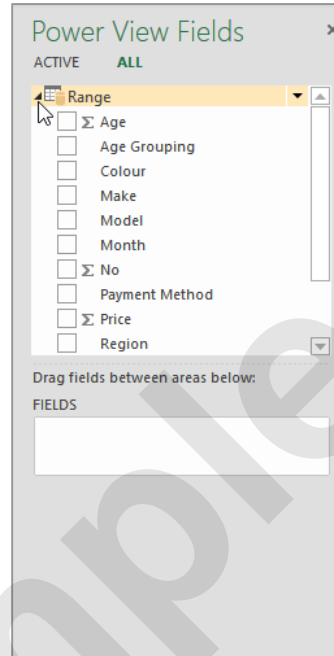 Power View Fields
ACTIVE ALL
Range
Σ Age
Age Grouping
Colour
Make
Model
Month
Σ No
Payment Method
Σ Price
Region
Drag fields between areas below:
FIELDS